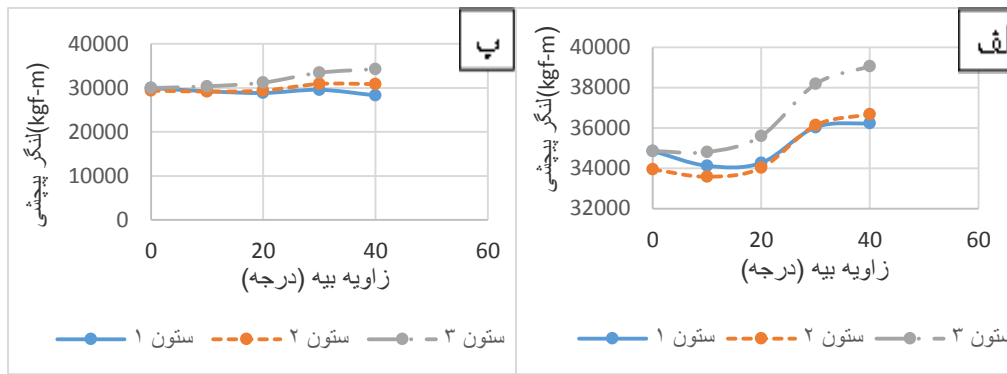 الف
لنگر پیچشی(kgf-m)
40000
38000
36000
34000
32000
0 20 40 60
زاویه بیه (درجه)
ستون ۱ ستون ۲ ستون ۳
ب
لنگر پیچشی(kgf-m)
40000
30000
20000
10000
0
0 20 40 60
زاویه بیه (درجه)
ستون ۱ ستون ۲ ستون ۳